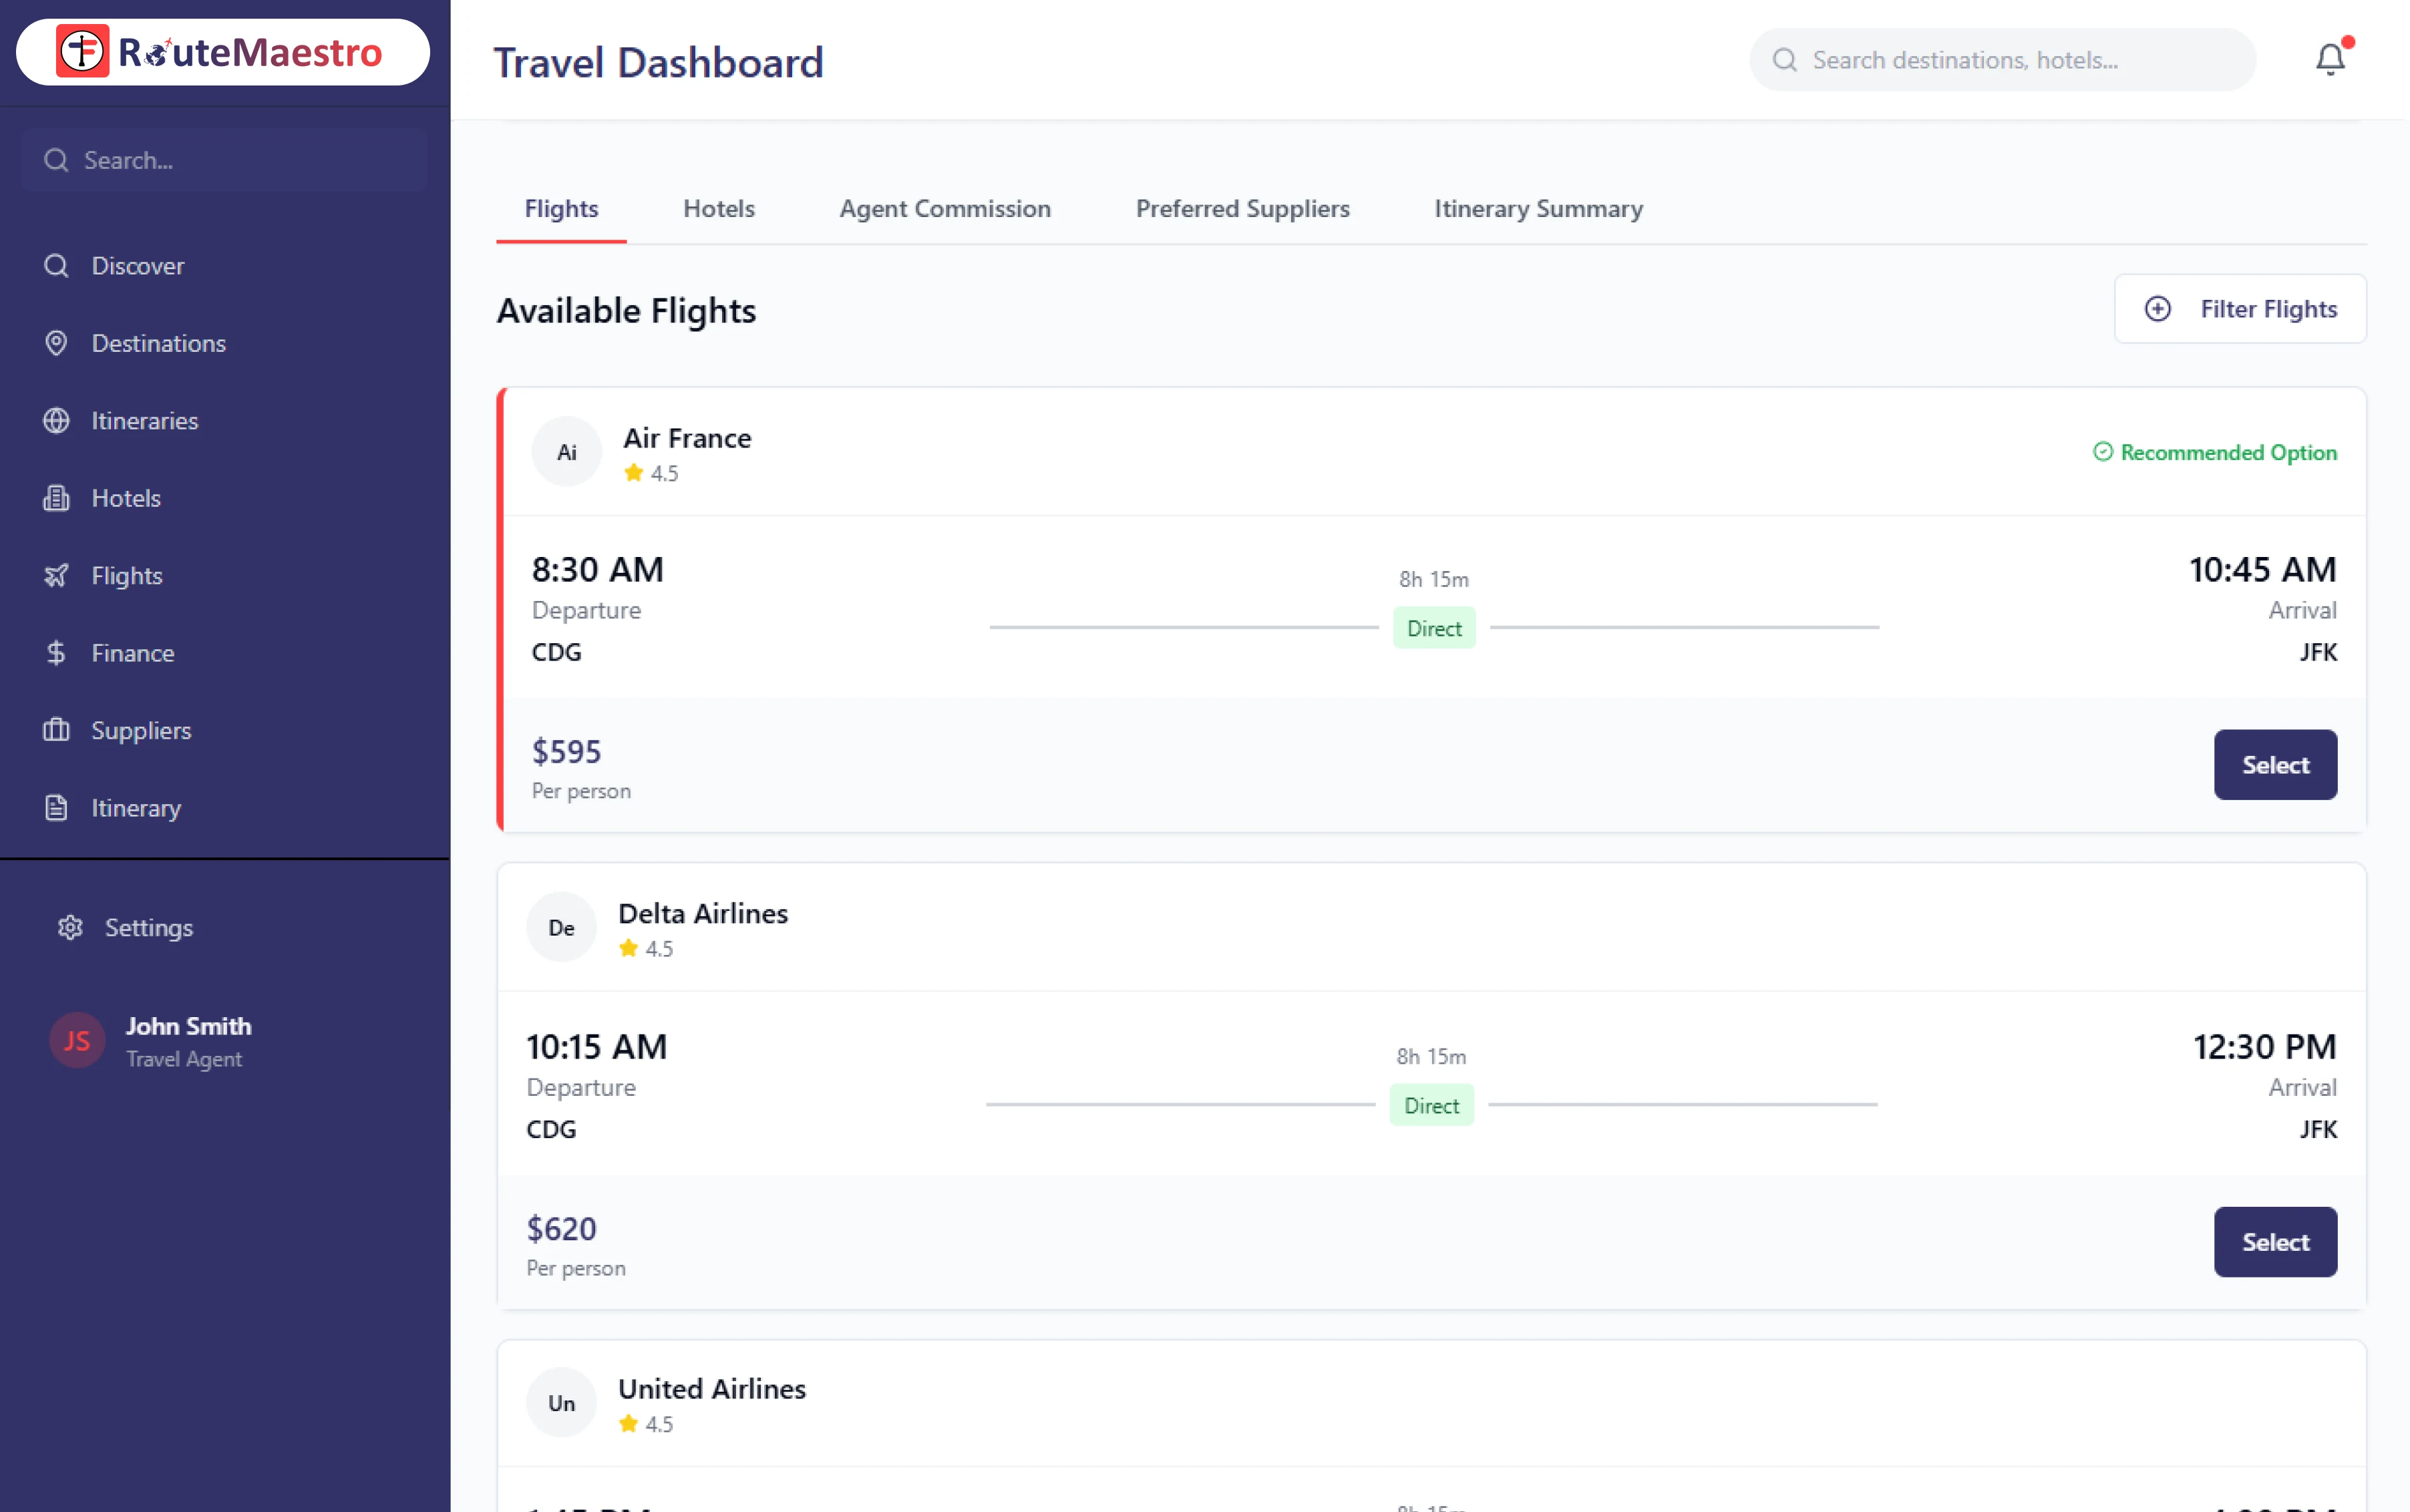 RouteMaestro
Search...
Discover
Destinations
Itineraries
Hotels
Flights
Finance
Suppliers
Itinerary
Settings
JS
John Smith
Travel Agent
Travel Dashboard
Search destinations, hotels...
Flights Hotels Agent Commission Preferred Suppliers Itinerary Summary
Available Flights
Filter Flights
Ai
Air France
4.5
Recommended Option
8:30 AM
Departure
CDG
8h 15m
Direct
10:45 AM
Arrival
JFK
$595
Per person
Select
De
Delta Airlines
4.5
10:15 AM
Departure
CDG
8h 15m
Direct
12:30 PM
Arrival
JFK
$620
Per person
Select
Un
United Airlines
4.5